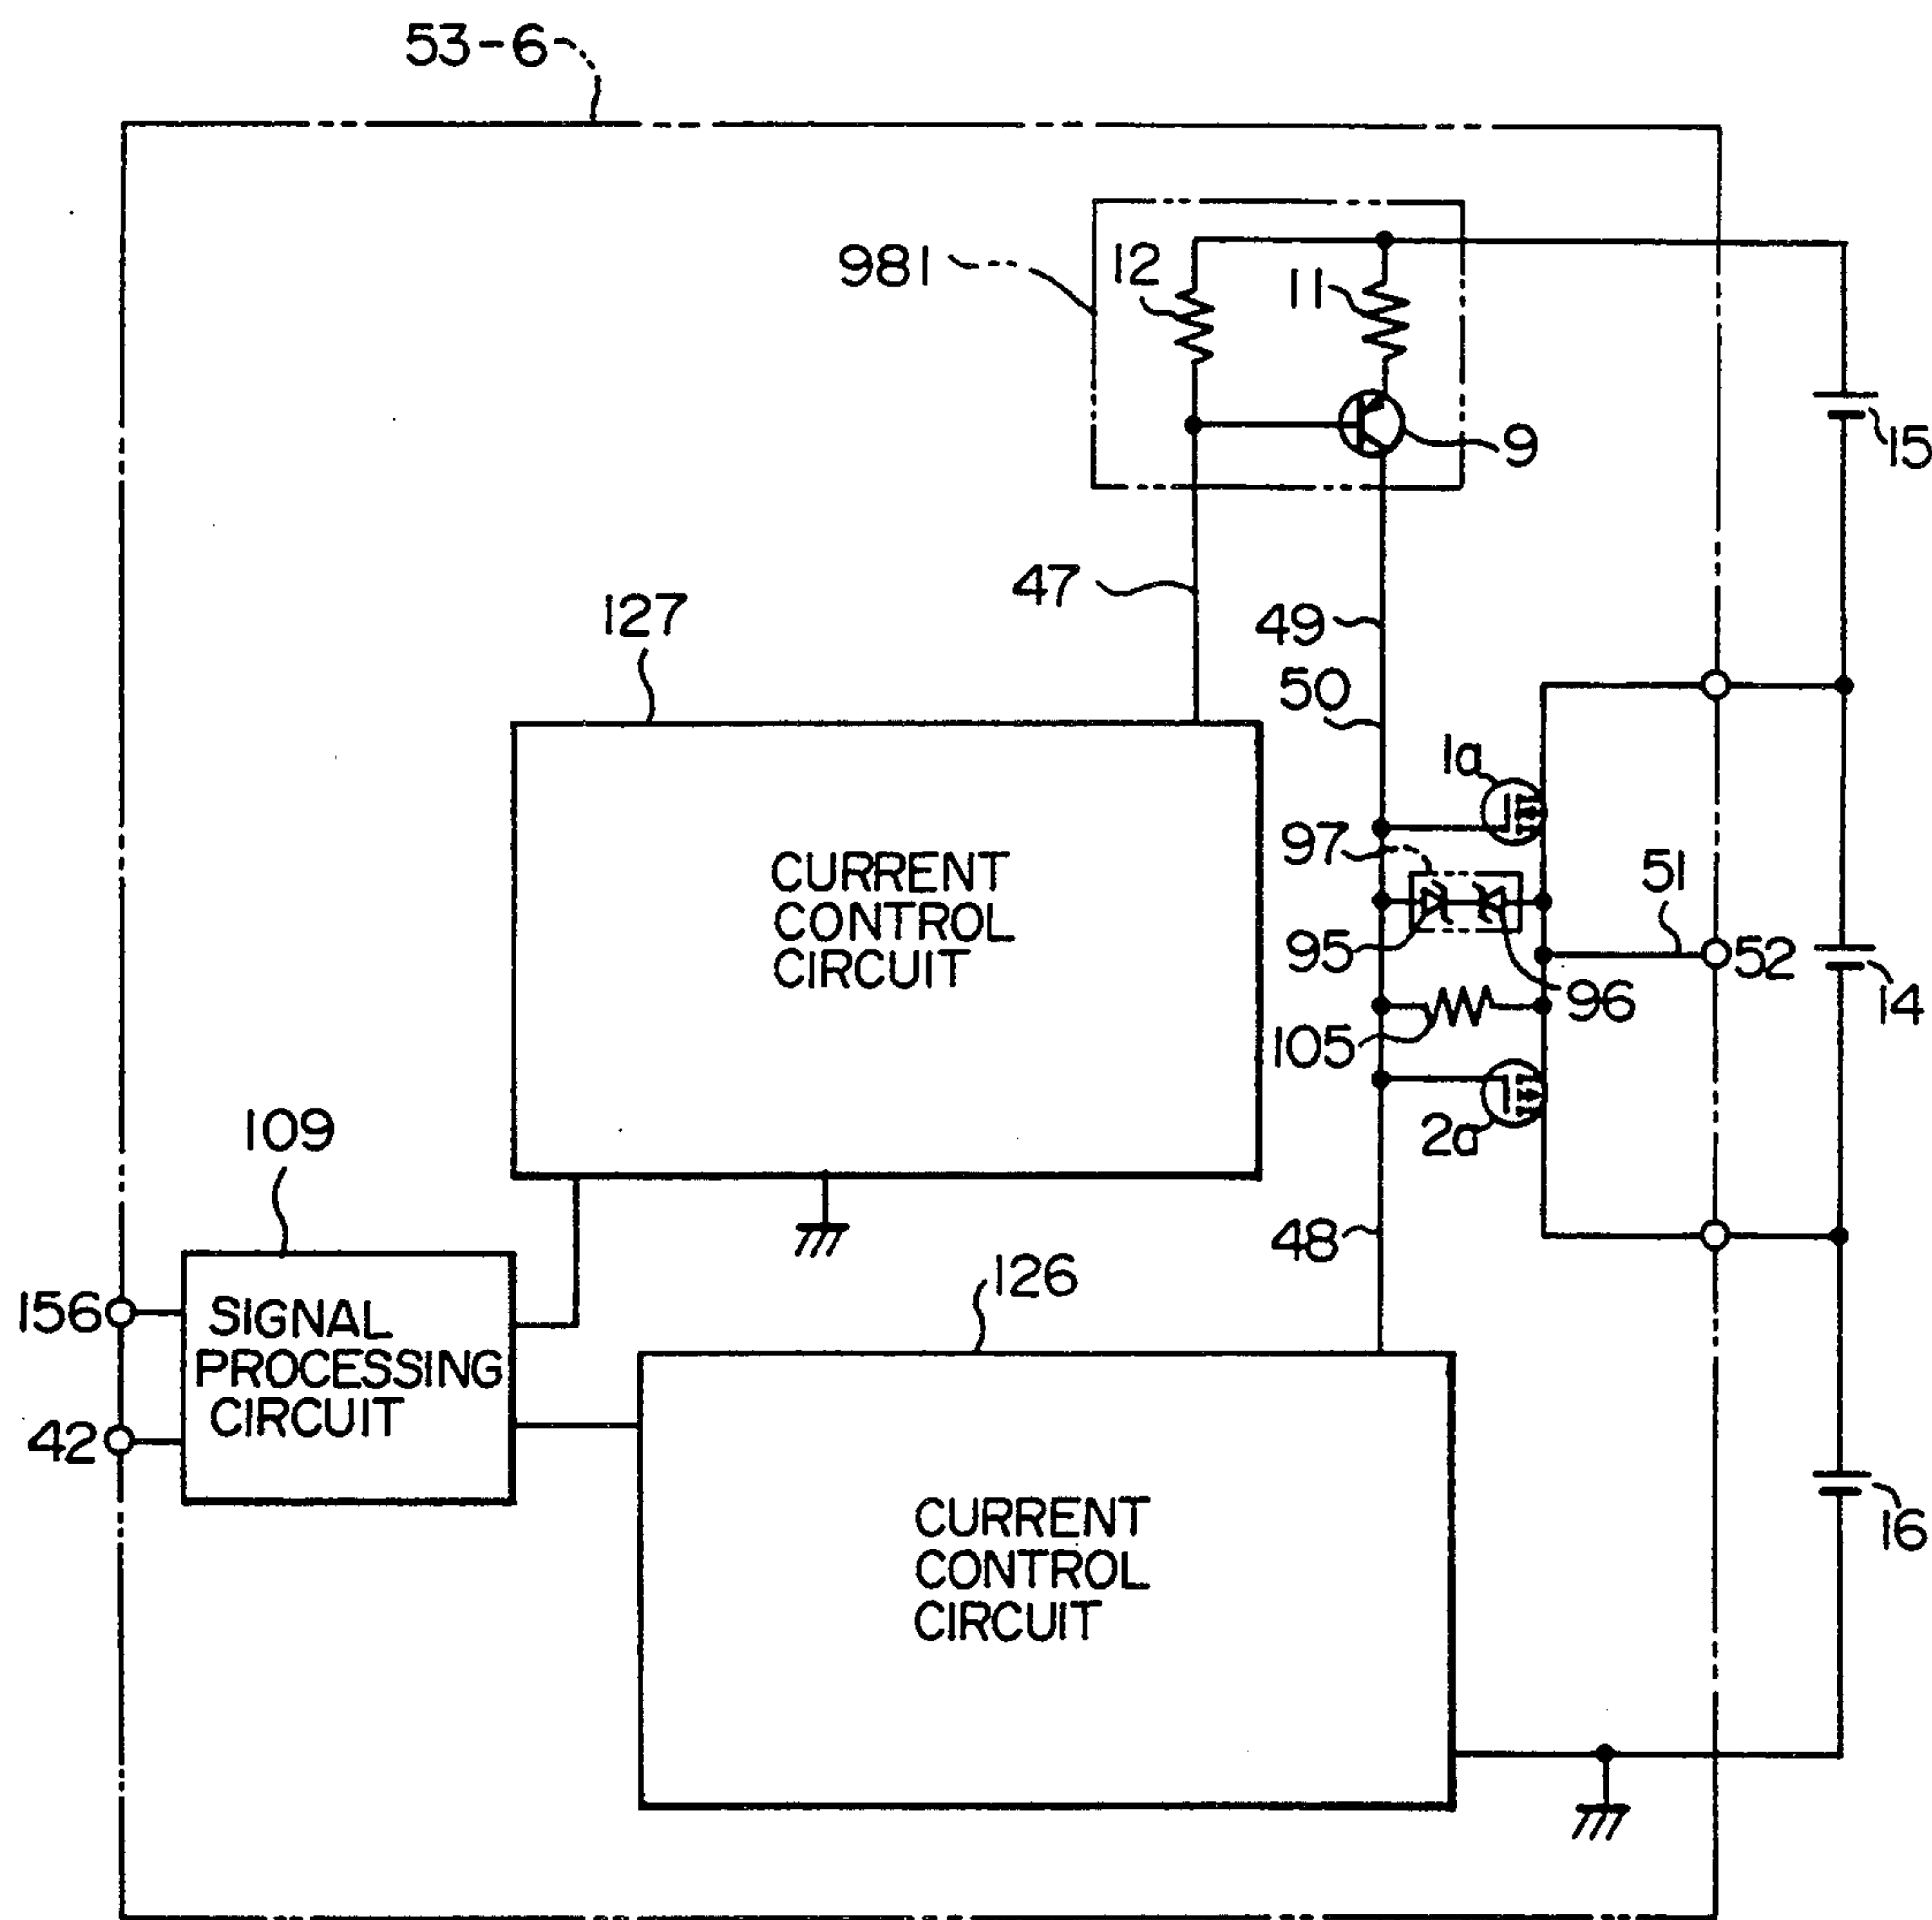 53-6
981
12
11
9
15
47
127
49
50
1a
97
CURRENT
CONTROL
CIRCUIT
51
95
52
96
14
105
2a
109
48
126
156
SIGNAL
PROCESSING
CIRCUIT
42
CURRENT
CONTROL
CIRCUIT
16